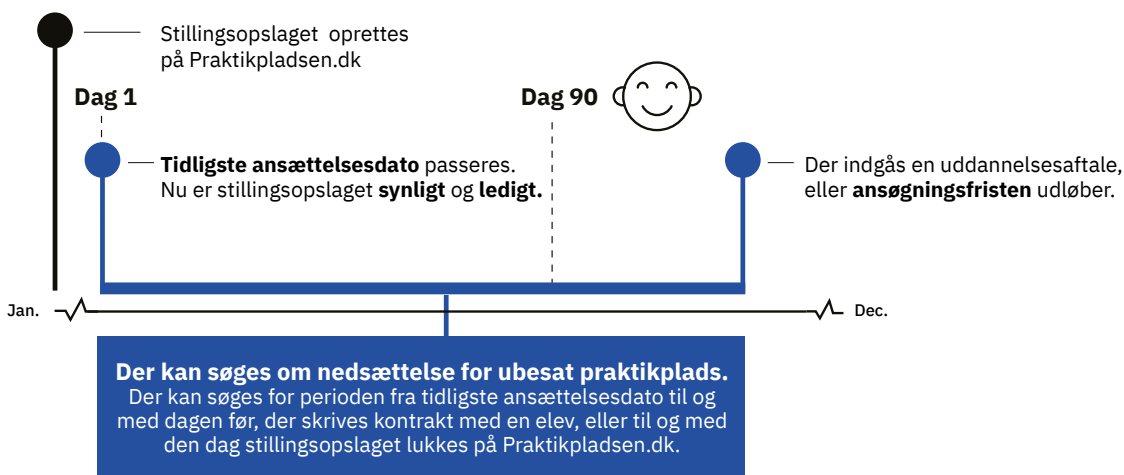 Stillingsopslaget oprettes
på Praktikpladsen.dk
Dag 1
Dag 90
Tidligste ansættelsesdato passeres.
Nu er stillingsopslaget synligt og ledigt.
Der indgås en uddannelsesaftale,
eller ansøgningsfristen udløber.
Jan.
Dec.
Der kan søges om nedsættelse for ubesat praktikplads.
Der kan søges for perioden fra tidligste ansættelsesdato til og
med dagen før, der skrives kontrakt med en elev, eller til og med
den dag stillingsopslaget lukkes på Praktikpladsen.dk.